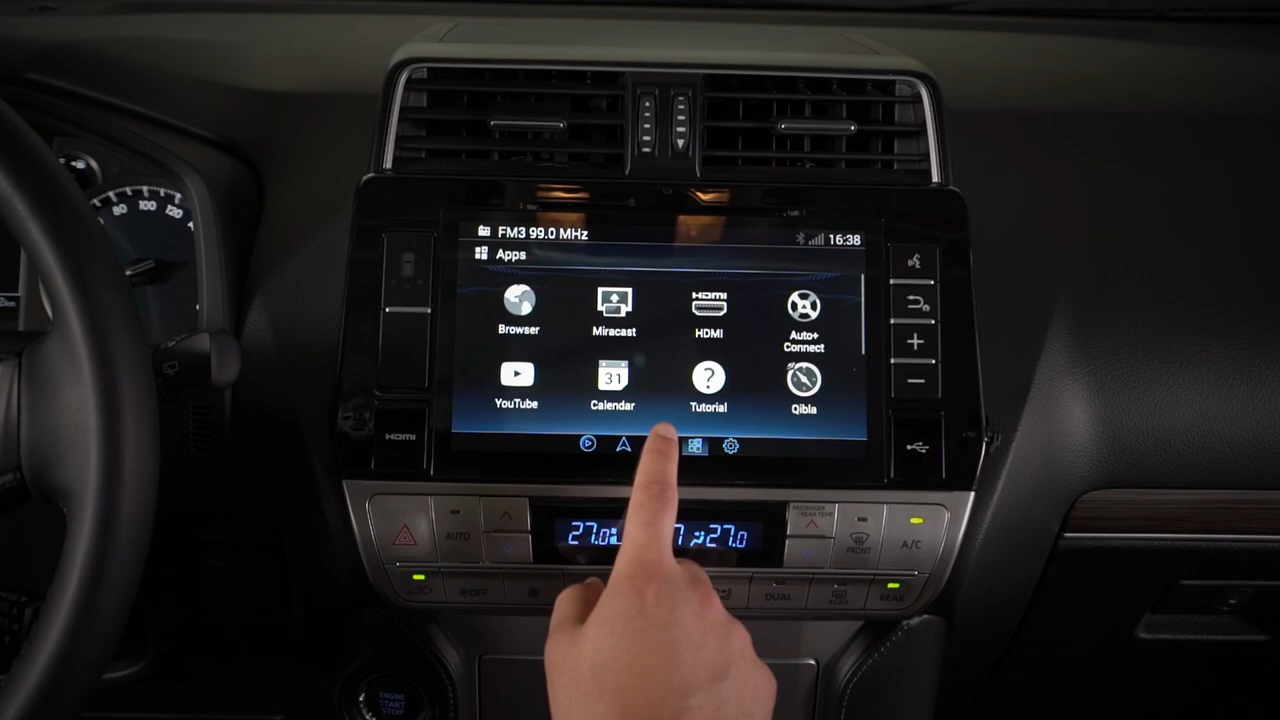 80 100 120
FM3 99.0 MHz
16:38
Apps
Browser
Miracast
HDMI
HDMI
Auto+
Connect
YouTube
31
Calendar
?
Tutorial
Qibla
HDMI
AUTO
27.0
27.0
PASSENGER
/REAR TEMP
FRONT
A/C
OFF
DUAL
REAR
REAR
ENGINE
START
STOP